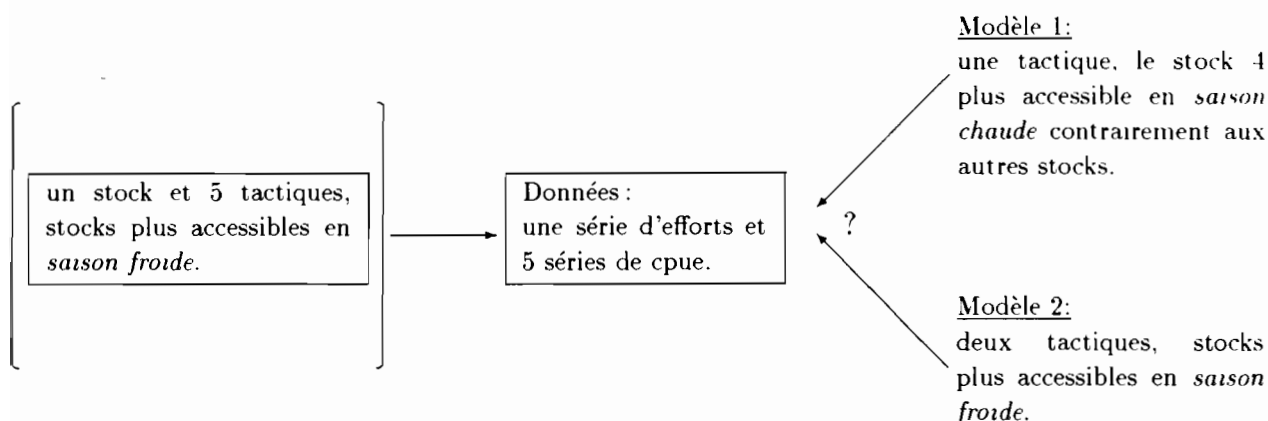 un stock et 5 tactiques,
stocks plus accessibles en
saison froide.
Données :
une série d'efforts et
5 séries de cpue.
?
Modèle 1:
une tactique, le stock 4
plus accessible en saison
chaude contrairement aux
autres stocks.
Modèle 2:
deux tactiques, stocks
plus accessibles en saison
froide.